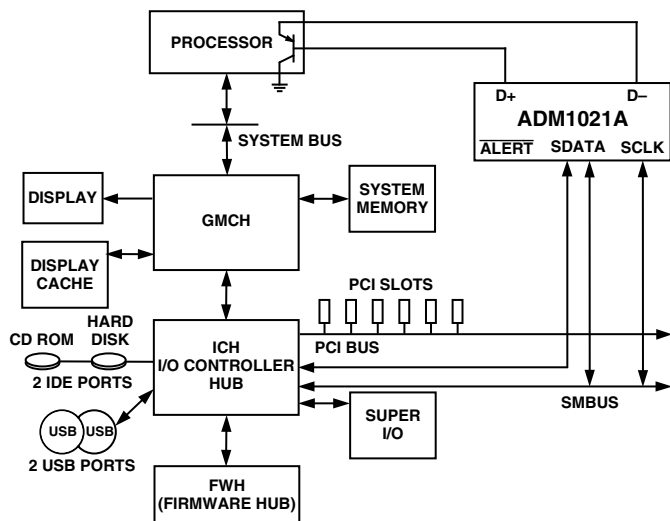 PROCESSOR
D+ D–
ADM1021A
ALERT SDATA SCLK
SYSTEM BUS
DISPLAY
GMCH
SYSTEM
MEMORY
DISPLAY
CACHE
PCI SLOTS
CD ROM
HARD
DISK
ICH
I/O CONTROLLER
HUB
PCI BUS
2 IDE PORTS
SMBUS
USB USB
2 USB PORTS
SUPER
I/O
FWH
(FIRMWARE HUB)